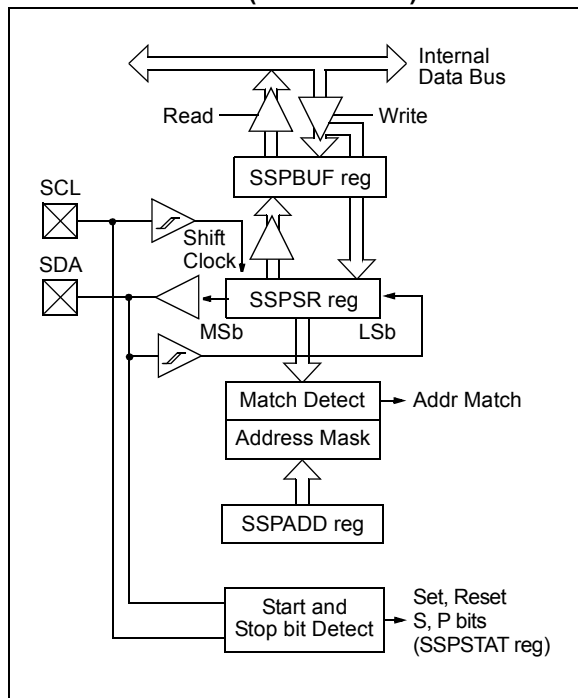 Internal
Data Bus
Read
Write
SSPBUF reg
SCL
Shift
Clock
SDA
SSPSR reg
MSb
LSb
Match Detect
Addr Match
Address Mask
SSPADD reg
Start and
Stop bit Detect
Set, Reset
S, P bits
(SSPSTAT reg)